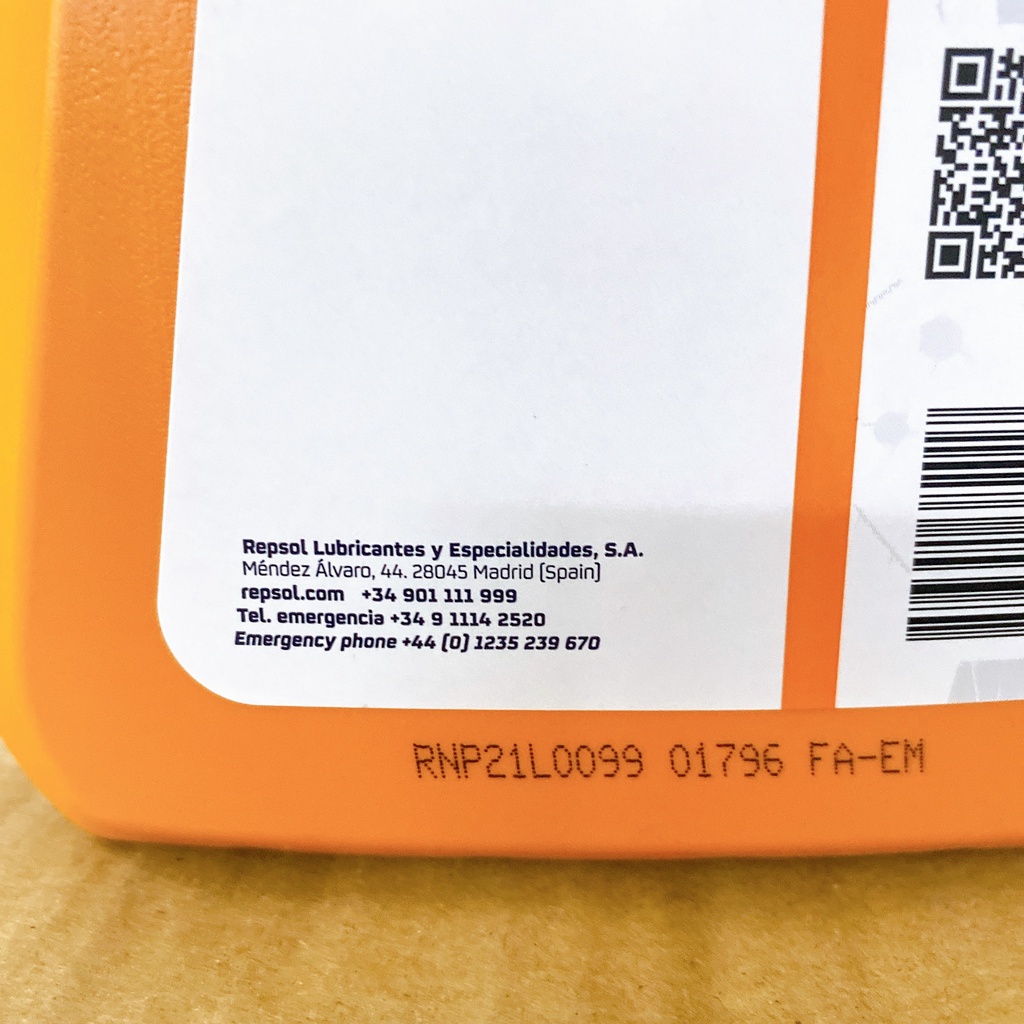 Repsol Lubricantes y Especialidades, S.A.
Méndez Álvaro, 44. 28045 Madrid (Spain)
repsol.com +34 901 111 999
Tel. emergencia +34 9 1114 2520
Emergency phone +44 (0) 1235 239 670
RNP21L0099 01796 FA-EM